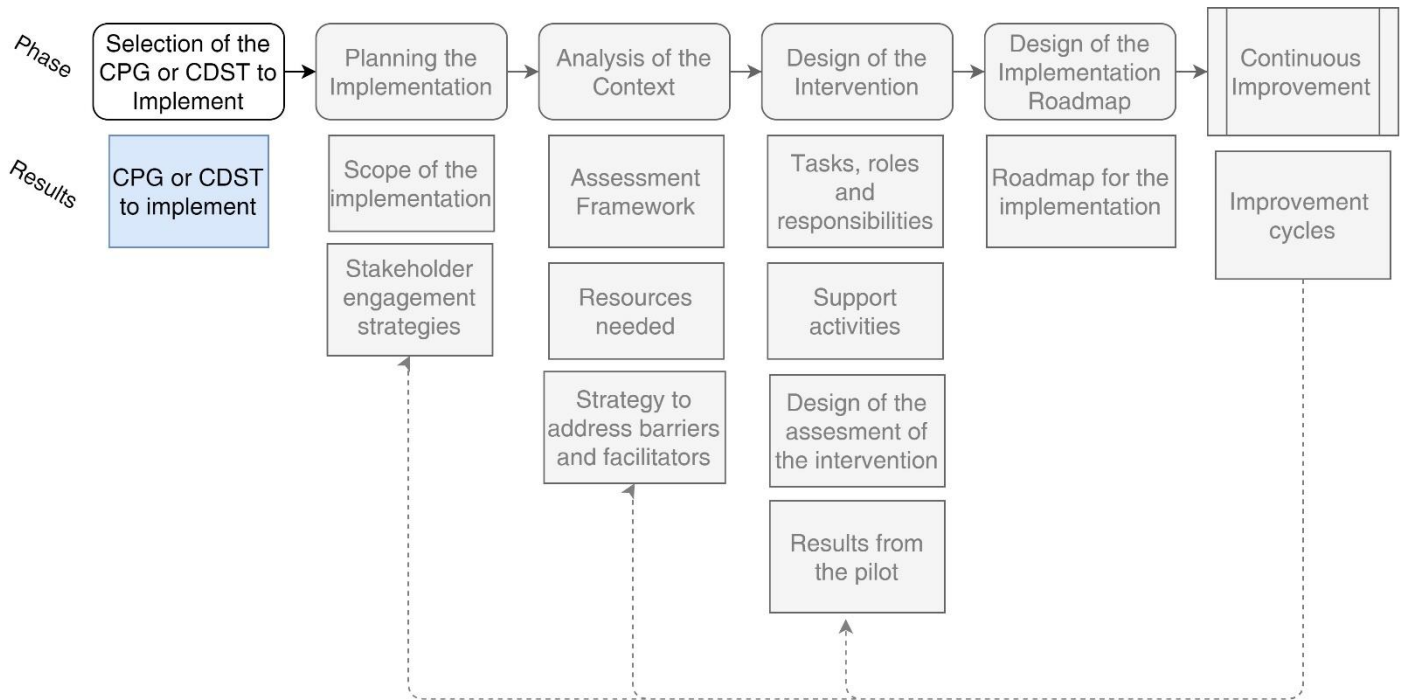 Phase
Selection of the
CPG or CDST to
Implement
Planning the
Implementation
Analysis of the
Context
Design of the
Intervention
Design of the
Implementation
Roadmap
Continuous
Improvement
Results
CPG or CDST
to implement
Scope of the
implementation
Stakeholder
engagement
strategies
Assessment
Framework
Resources
needed
Strategy to
address barriers
and facilitators
Tasks, roles
and
responsibilities
Support
activities
Design of the
assesment of
the intervention
Results from
the pilot
Roadmap for the
implementation
Improvement
cycles